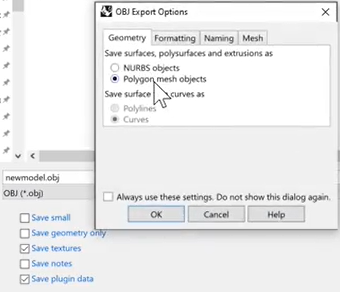 OBJ Export Options
Geometry Formatting Naming Mesh
Save surfaces, polysurfaces and extrusions as
NURBS objects
Polygon mesh objects
Save surface curves as
Polylines
Curves
newmodel.obj
OBJ (*.obj)
Always use these settings. Do not show this dialog again.
Save small
OK Cancel Help
Save geometry only
Save textures
Save notes
Save plugin data